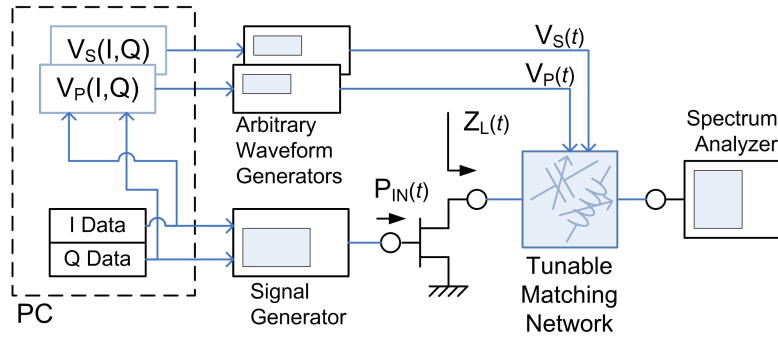 V_S(I,Q)
V_P(I,Q)
Arbitrary
Waveform
Generators
V_S(t)
V_P(t)
Z_L(t)
P_IN(t)
Spectrum
Analyzer
I Data
Q Data
PC
Signal
Generator
Tunable
Matching
Network